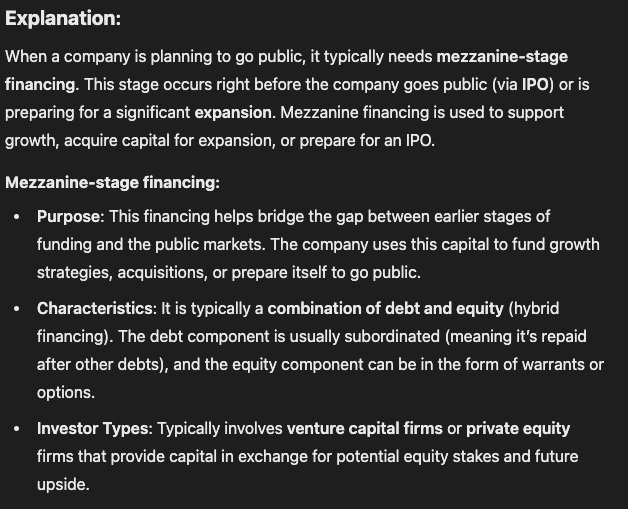 Explanation:
When a company is planning to go public, it typically needs mezzanine-stage
financing. This stage occurs right before the company goes public (via IPO) or is
preparing for a significant expansion. Mezzanine financing is used to support
growth, acquire capital for expansion, or prepare for an IPO.
Mezzanine-stage financing:
• Purpose: This financing helps bridge the gap between earlier stages of
funding and the public markets. The company uses this capital to fund growth
strategies, acquisitions, or prepare itself to go public.
• Characteristics: It is typically a combination of debt and equity (hybrid
financing). The debt component is usually subordinated (meaning it's repaid
after other debts), and the equity component can be in the form of warrants or
options.
• Investor Types: Typically involves venture capital firms or private equity
firms that provide capital in exchange for potential equity stakes and future
upside.